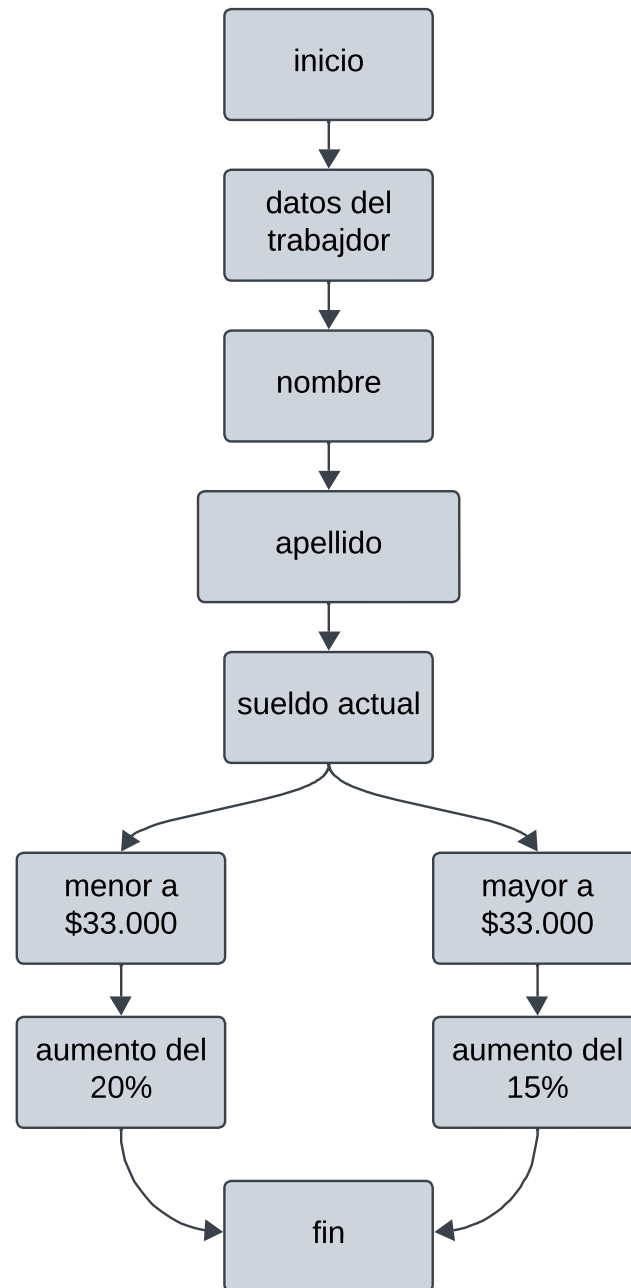 inicio
datos del
trabajdor
nombre
apellido
sueldo actual
menor a
$33.000
mayor a
$33.000
aumento del
20%
aumento del
15%
fin